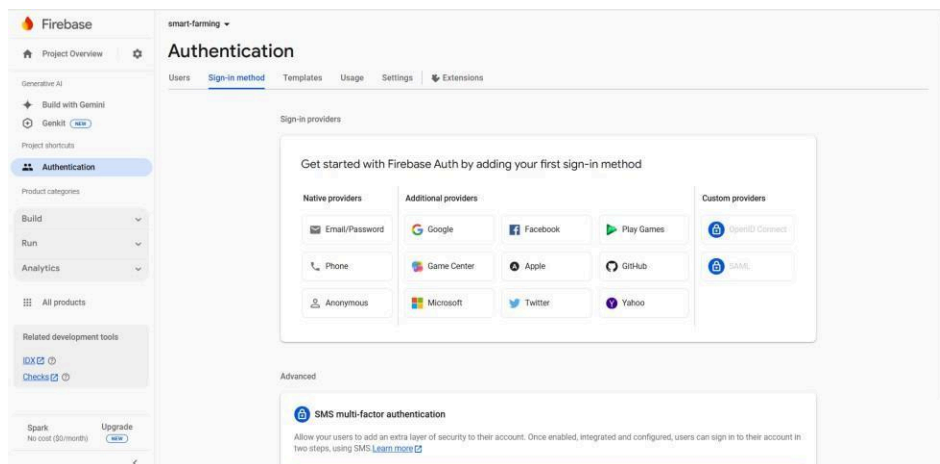 Firebase
Project Overview
Generative AI
Build with Gemini
Genkit NEW
Project shortcuts
Authentication
Product categories
Build
Run
Analytics
All products
Related development tools
IDX
Checks
Spark
No cost ($0/month)
Upgrade
NEW
smart-farming
Authentication
Users Sign-in method Templates Usage Settings Extensions
Sign-in providers
Get started with Firebase Auth by adding your first sign-in method
Native providers Additional providers Custom providers
Email/Password Google Facebook Play Games OpenID Connect
Phone Game Center Apple GitHub SAML
Anonymous Microsoft Twitter Yahoo
Advanced
SMS multi-factor authentication
Allow your users to add an extra layer of security to their account. Once enabled, integrated and configured, users can sign in to their account in
two steps, using SMS.Learn more